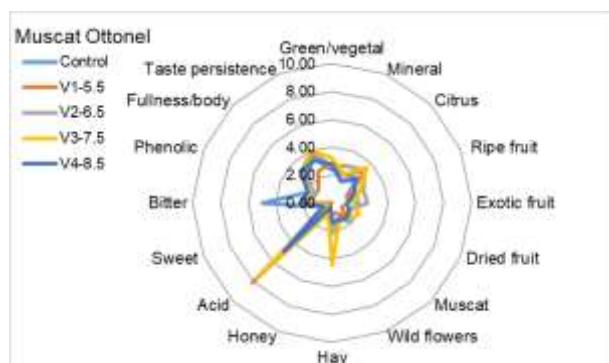 Muscat Ottonel
Control
V1-5.5
V2-6.5
V3-7.5
V4-8.5
Green/vegetal
Mineral
Citrus
Ripe fruit
Exotic fruit
Dried fruit
Muscat
Wild flowers
Hay
Honey
Acid
Sweet
Bitter
Phenolic
Fullness/body
Taste persistence
10.00
8.00
6.00
4.00
2.00
0.00